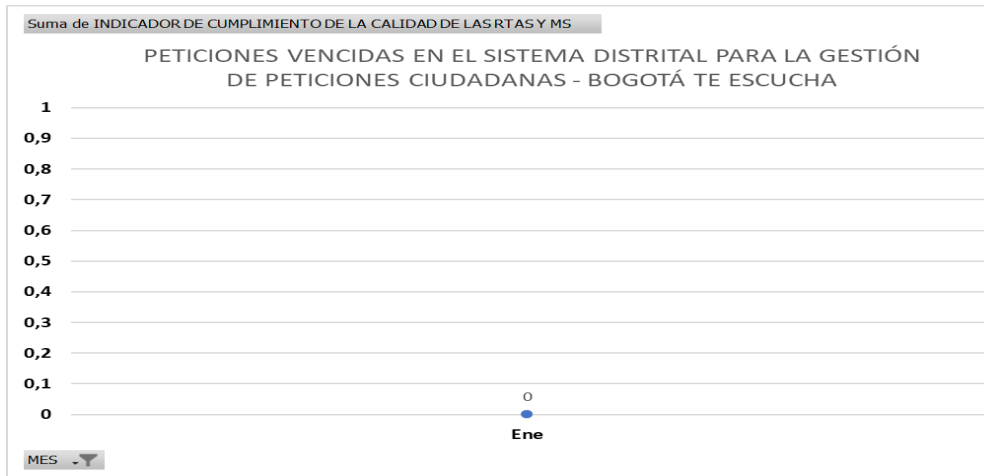 Suma de INDICADOR DE CUMPLIMIENTO DE LA CALIDAD DE LAS RTAS Y MS
PETICIONES VENCIDAS EN EL SISTEMA DISTRITAL PARA LA GESTIÓN
DE PETICIONES CIUDADANAS - BOGOTÁ TE ESCUCHA
1
0,9
0,8
0,7
0,6
0,5
0,4
0,3
0,2
0,1
0
0
Ene
MES